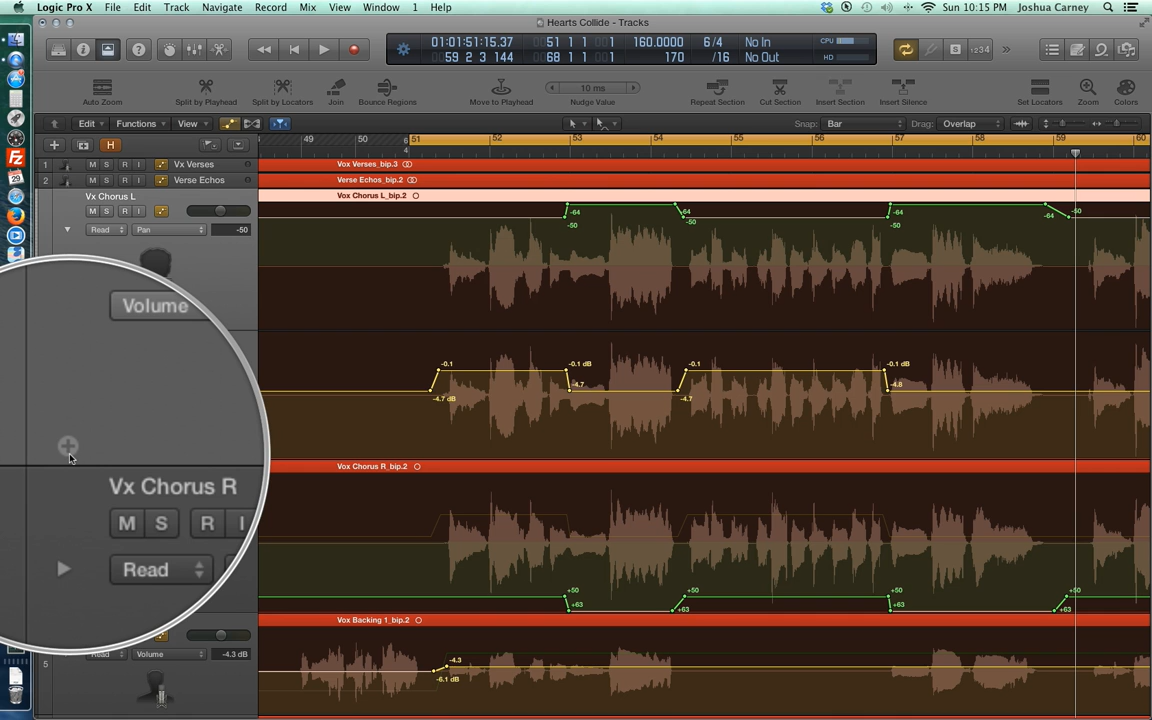 Logic Pro X File Edit Track Navigate Record Mix View Window 1 Help Sun 10:15 PM Joshua Carney
Hearts Collide - Tracks
01:01:51:15.37 51 1 1 001 160.0000 6/4 No In CPU
59 2 3 144 68 1 1 001 170 /16 No Out HD
1234
10 ms
Auto Zoom Split by Playhead Split by Locators Join Bounce Regions Move to Playhead Nudge Value Repeat Section Cut Section Insert Section Insert Silence Set Locators Zoom Colors
Edit Functions View Snap: Bar Drag: Overlap
H 49 50 51 52 53 54 55 56 57 58 59 60
6
4
1 M S R I Vx Verses Vox Verses_bip.3
2 M S R I Verse Echos Verse Echos_bip.2
Vx Chorus L Vox Chorus L_bip.2
M S R I
-64 64 -64 -50
-50 -50 -50 -64
Read Pan -50
Volume
-0.1 -0.1 dB -0.1 -0.1 dB
-4.7 dB -4.7 -4.7 -4.8
Vox Chorus R_bip.2
Vx Chorus R
M S R I
Read
+50 +50 +50 +50
+63 +63 +63 +63
Vox Backing 1_bip.2
5 Read Volume -4.3 dB
-4.3
-6.1 dB
29